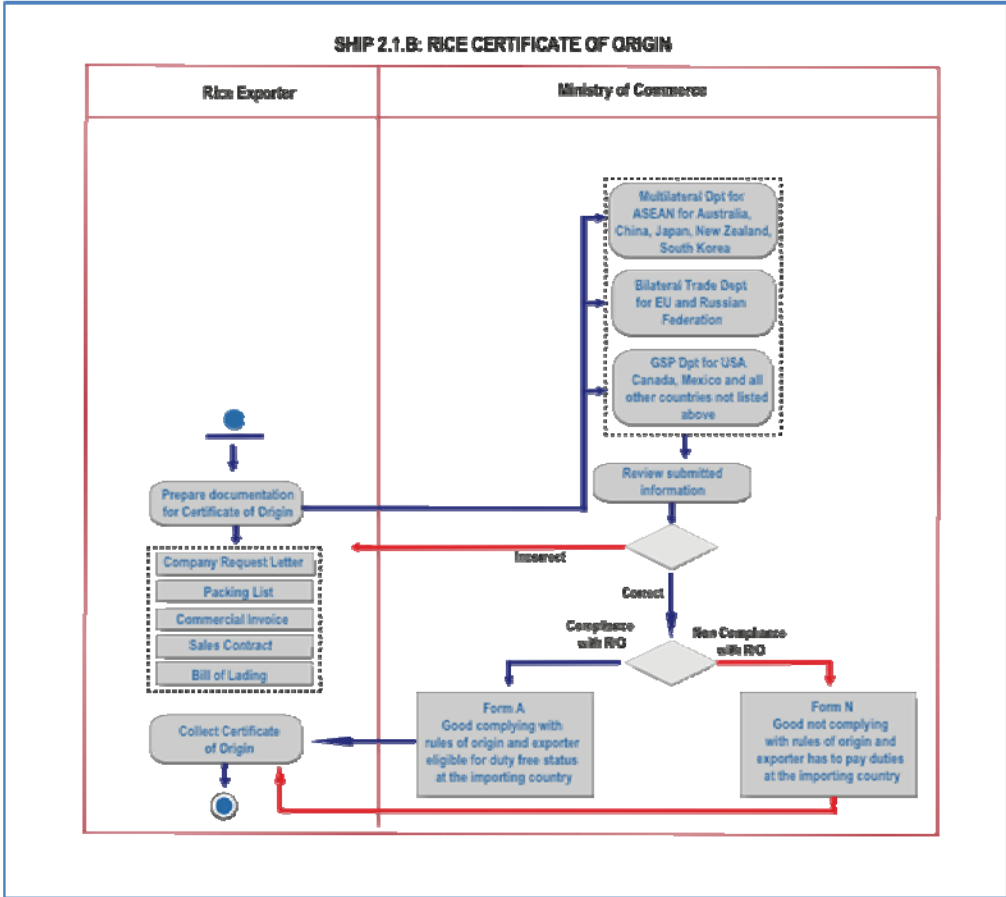 SHIP 2.1.B: RICE CERTIFICATE OF ORIGIN
Rice Exporter
Ministry of Commerce
Multilateral Dpt for
ASEAN for Australia,
China, Japan, New Zealand,
South Korea
Bilateral Trade Dept
for EU and Russian
Federation
GSP Dpt for USA
Canada, Mexico and all
other countries not listed
above
Review submitted
information
Prepare documentation
for Certificate of Origin
Company Request Letter
Packing List
Commercial Invoice
Sales Contract
Bill of Lading
Incorrect
Correct
Compliance
with R/O
Non Compliance
with R/O
Form A
Good complying with
rules of origin and exporter
eligible for duty free status
at the importing country
Form N
Good not complying
with rules of origin and
exporter has to pay duties
at the importing country
Collect Certificate
of Origin